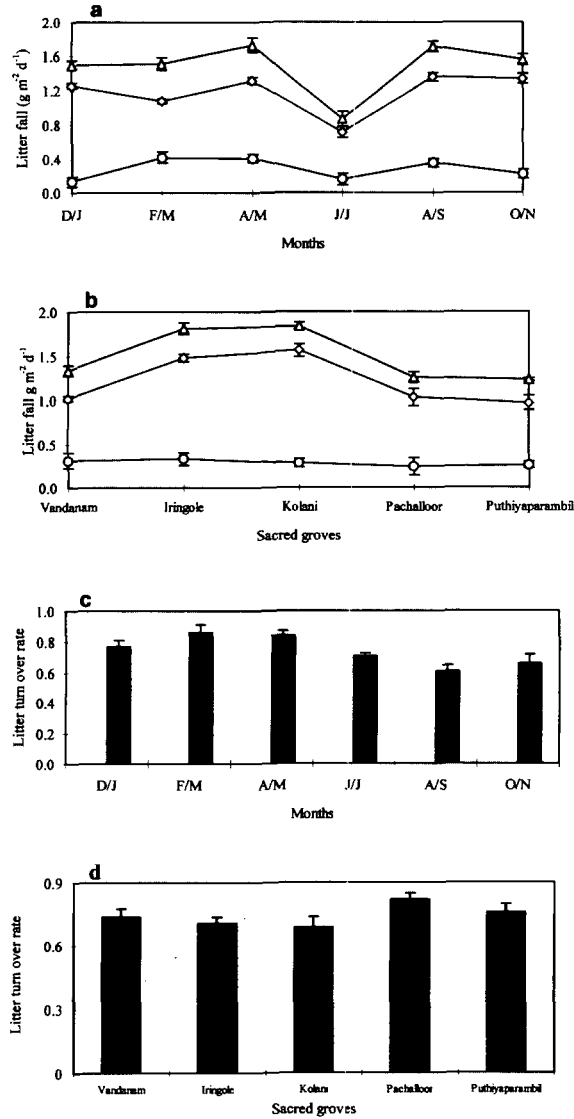 a
Litter fall (g m⁻² d⁻¹)
2.0
1.6
1.2
0.8
0.4
0.0
D/J F/M A/M J/J A/S O/N
Months
b
Litter fall g m⁻² d⁻¹
2.0
1.5
1.0
0.5
0.0
Vandanam Iringole Kolani Pachalloor Puthiyaparambil
Sacred groves
c
Litter turn over rate
1.0
0.8
0.6
0.4
0.2
0.0
D/J F/M A/M J/J A/S O/N
Months
d
Litter turn over rate
0.9
0.6
0.3
0
Vandanam Iringole Kolani Pachalloor Puthiyaparambil
Sacred groves